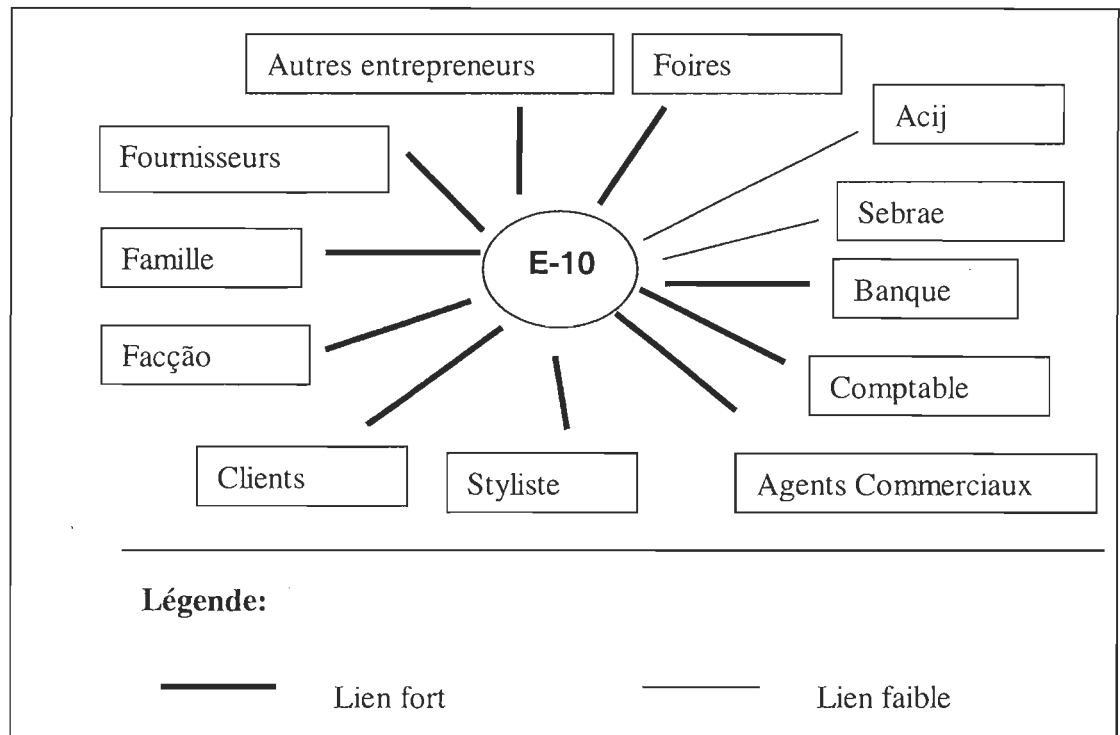 Autres entrepreneurs
Foires
Acij
Fournisseurs
Sebrae
Famille
E-10
Banque
Facção
Comptable
Clients
Styliste
Agents Commerciaux
Légende:
Lien fort
Lien faible